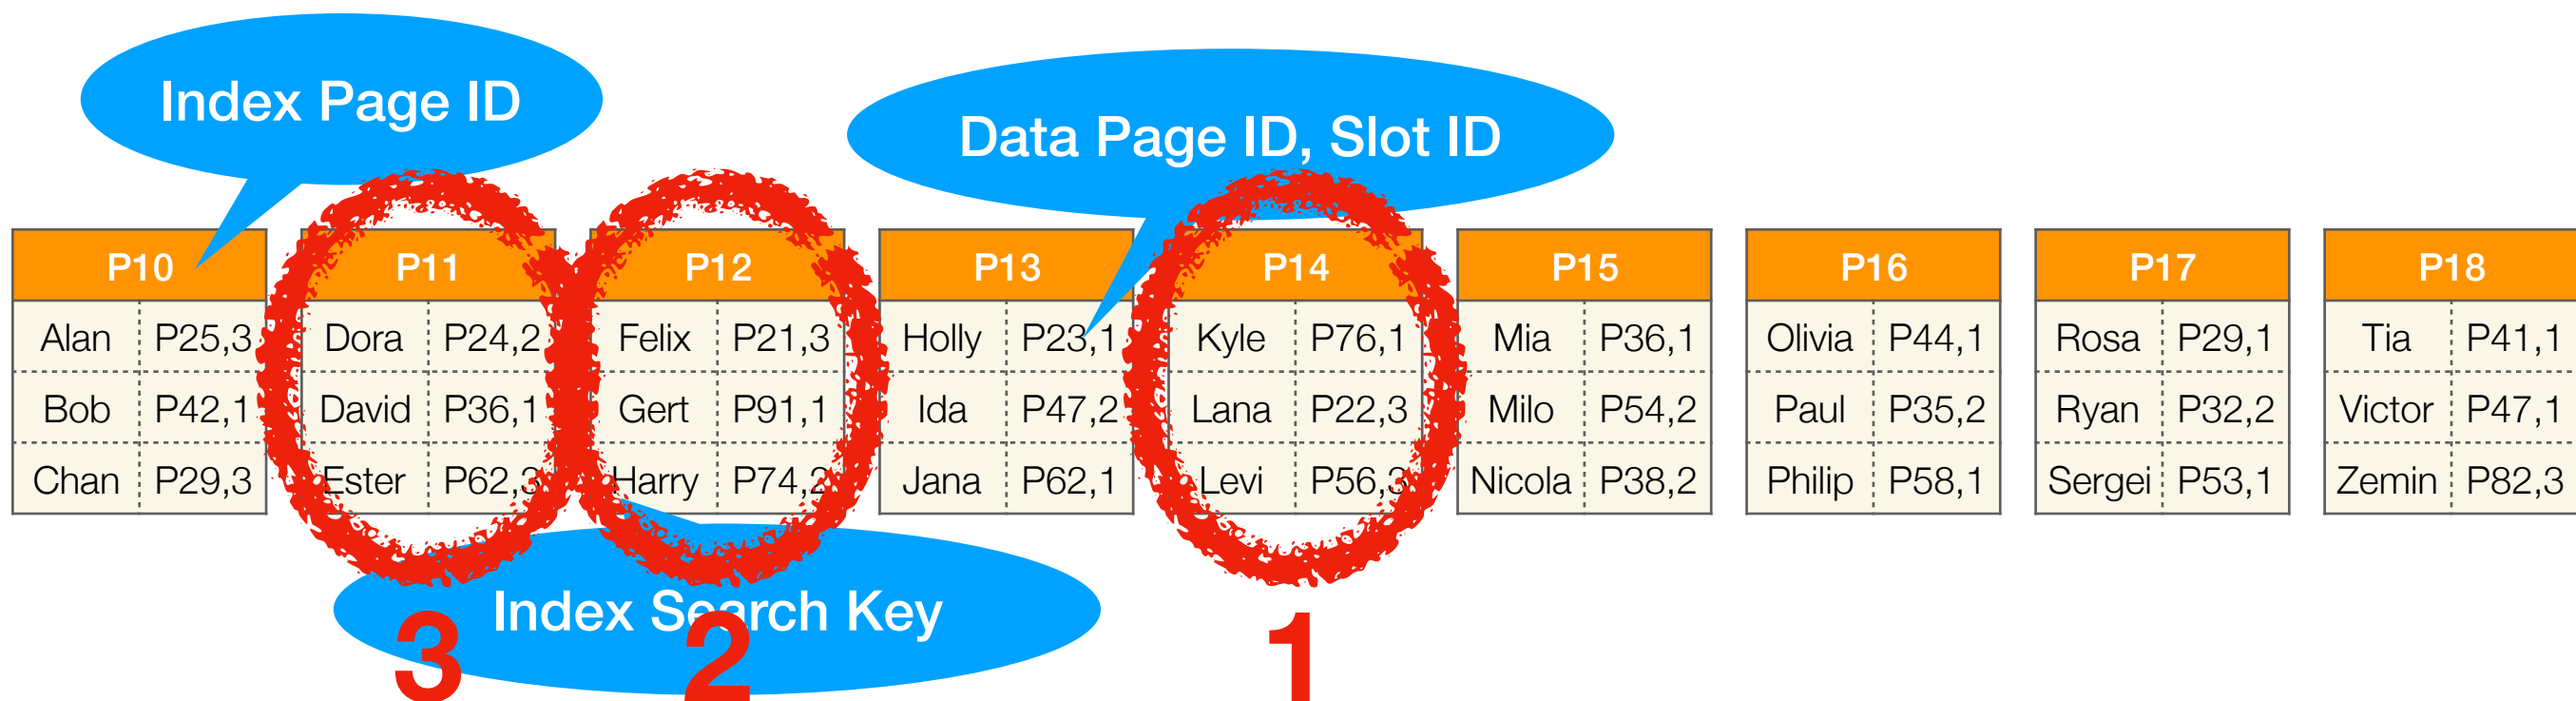 Index Page ID
Data Page ID, Slot ID
P10 P11 P12 P13 P14 P15 P16 P17 P18
Alan P25,3 Dora P24,2 Felix P21,3 Holly P23,1 Kyle P76,1 Mia P36,1 Olivia P44,1 Rosa P29,1 Tia P41,1
Bob P42,1 David P36,1 Gert P91,1 Ida P47,2 Lana P22,3 Milo P54,2 Paul P35,2 Ryan P32,2 Victor P47,1
Chan P29,3 Ester P62,3 Harry P74,2 Jana P62,1 Levi P56,3 Nicola P38,2 Philip P58,1 Sergei P53,1 Zemin P82,3
Index Search Key
3 2 1